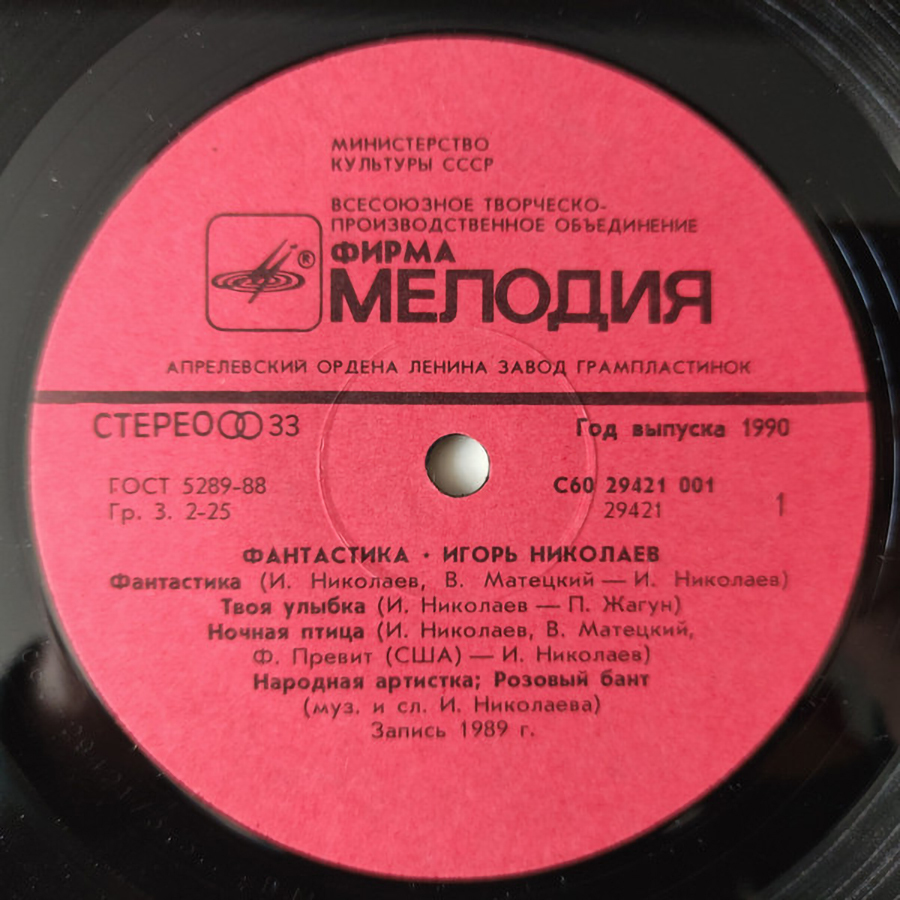 МИНИСТЕРСТВО
КУЛЬТУРЫ СССР
ВСЕСОЮЗНОЕ ТВОРЧЕСКО-
ПРОИЗВОДСТВЕННОЕ ОБЪЕДИНЕНИЕ
®
ФИРМА
МЕЛОДИЯ
АПРЕЛЕВСКИЙ ОРДЕНА ЛЕНИНА ЗАВОД ГРАМПЛАСТИНОК
СТЕРЕО 33 Год выпуска 1990
ГОСТ 5289-88 С60 29421 001
Гр. 3. 2-25 29421 1
ФАНТАСТИКА · ИГОРЬ НИКОЛАЕВ
Фантастика (И. Николаев, В. Матецкий — И. Николаев)
Твоя улыбка (И. Николаев — П. Жагун)
Ночная птица (И. Николаев, В. Матецкий,
Ф. Превит (США) — И. Николаев)
Народная артистка; Розовый бант
(муз. и сл. И. Николаева)
Запись 1989 г.